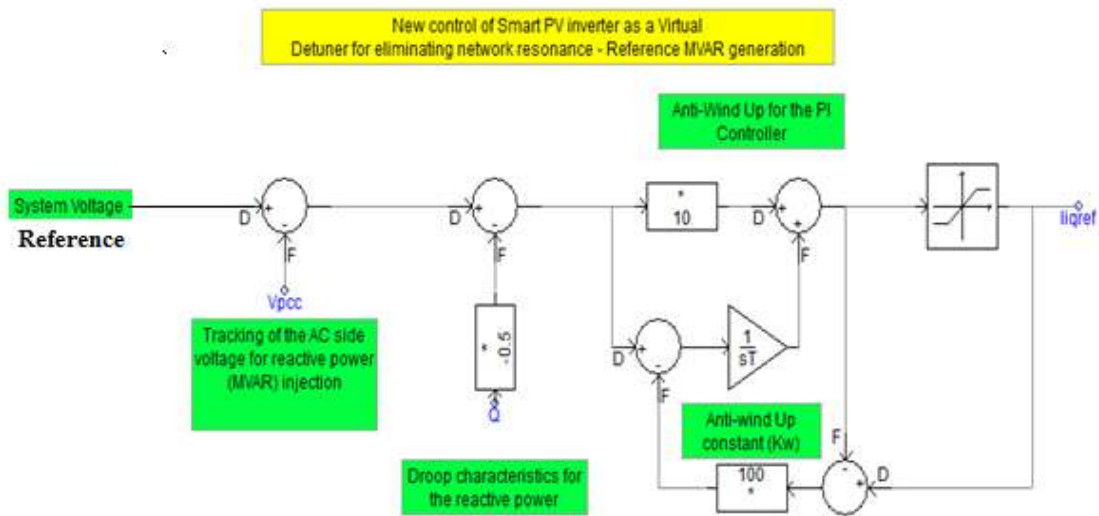 New control of Smart PV inverter as a Virtual
Detuner for eliminating network resonance - Reference MVAR generation
Anti-Wind Up for the PI
Controller
System Voltage
Reference
D
+
-
F
Vpcc
Tracking of the AC side
voltage for reactive power
(MVAR) injection
D
+
-
F
*
-0.5
Q
Droop characteristics for
the reactive power
*
10
D
+
+
F
Iiqref
D
+
-
F
1
sT
Anti-wind Up
constant (Kw)
100
*
F
-
+
D